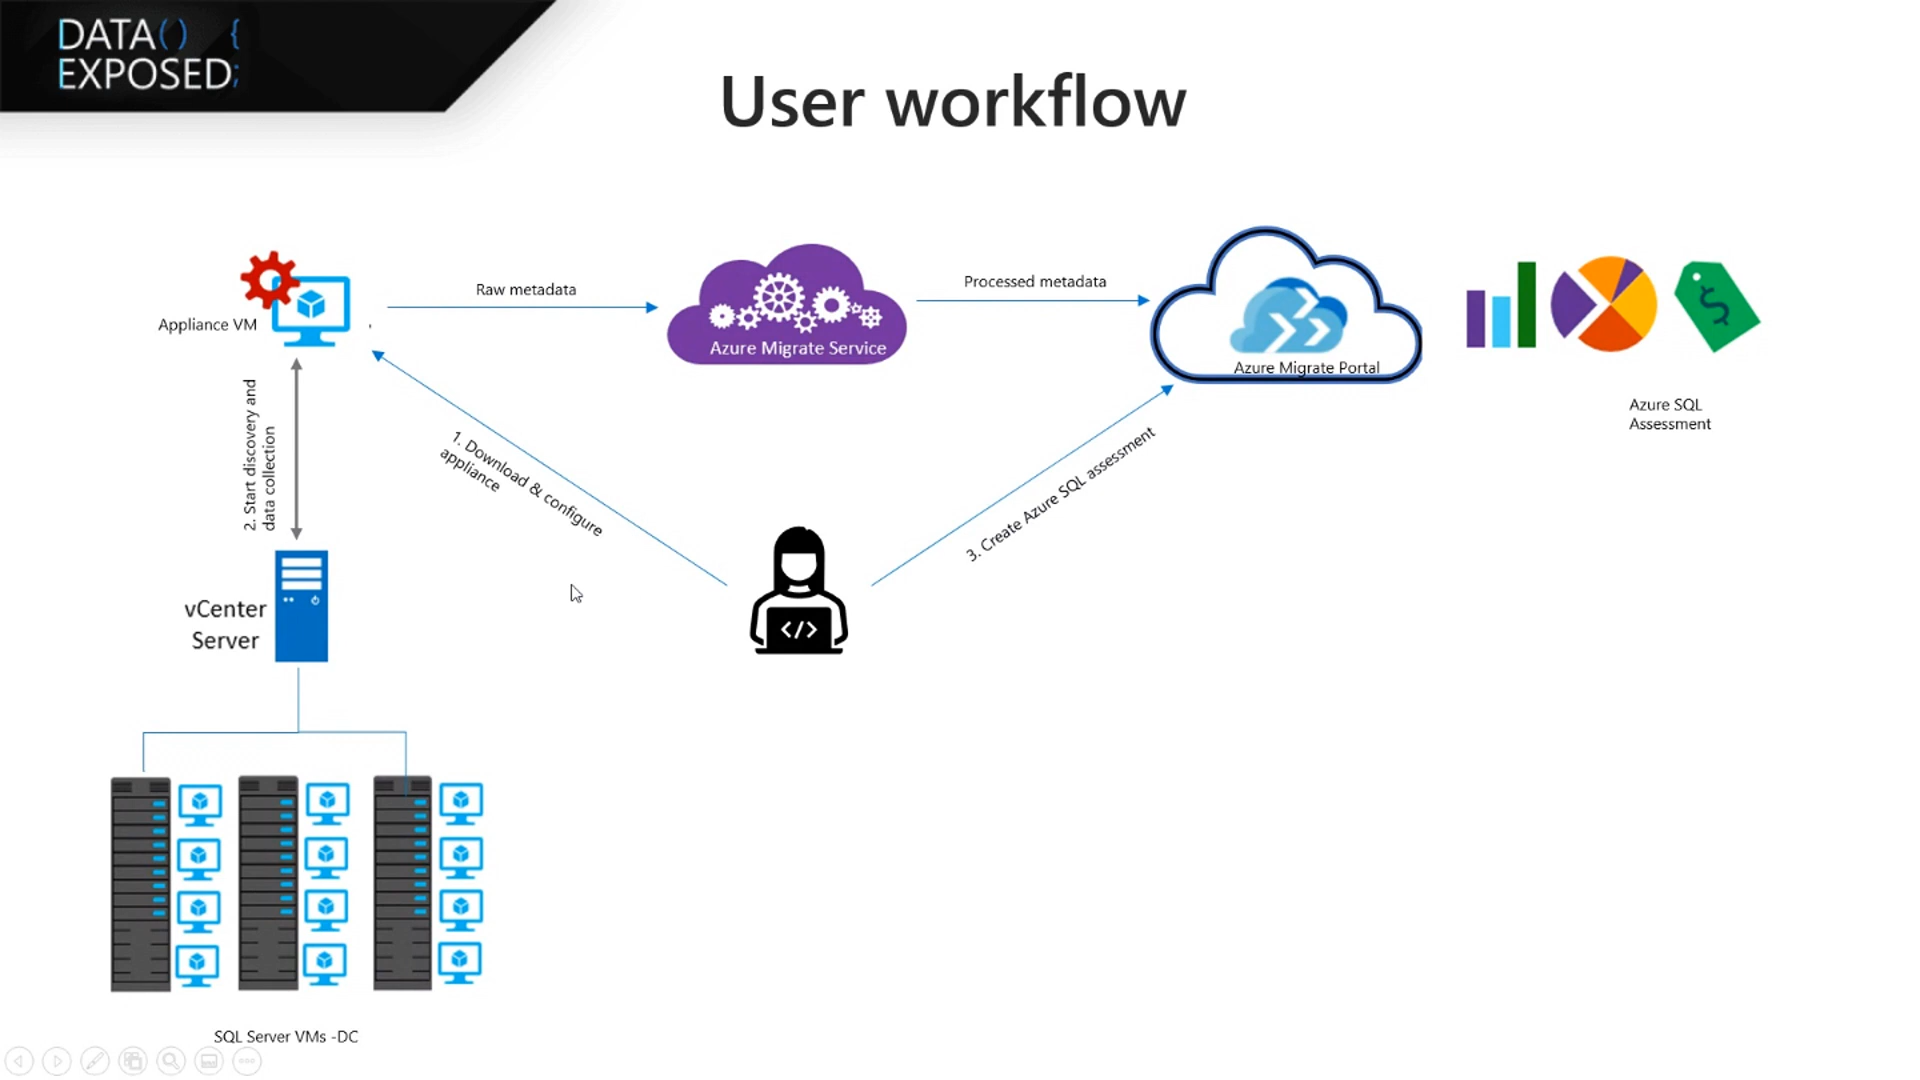 DATA() {
EXPOSED;
User workflow
Appliance VM
Raw metadata
Azure Migrate Service
Processed metadata
Azure Migrate Portal
Azure SQL
Assessment
2. Start discovery and
data collection
1. Download & configure
appliance
3. Create Azure SQL assessment
</>
vCenter
Server
SQL Server VMs -DC